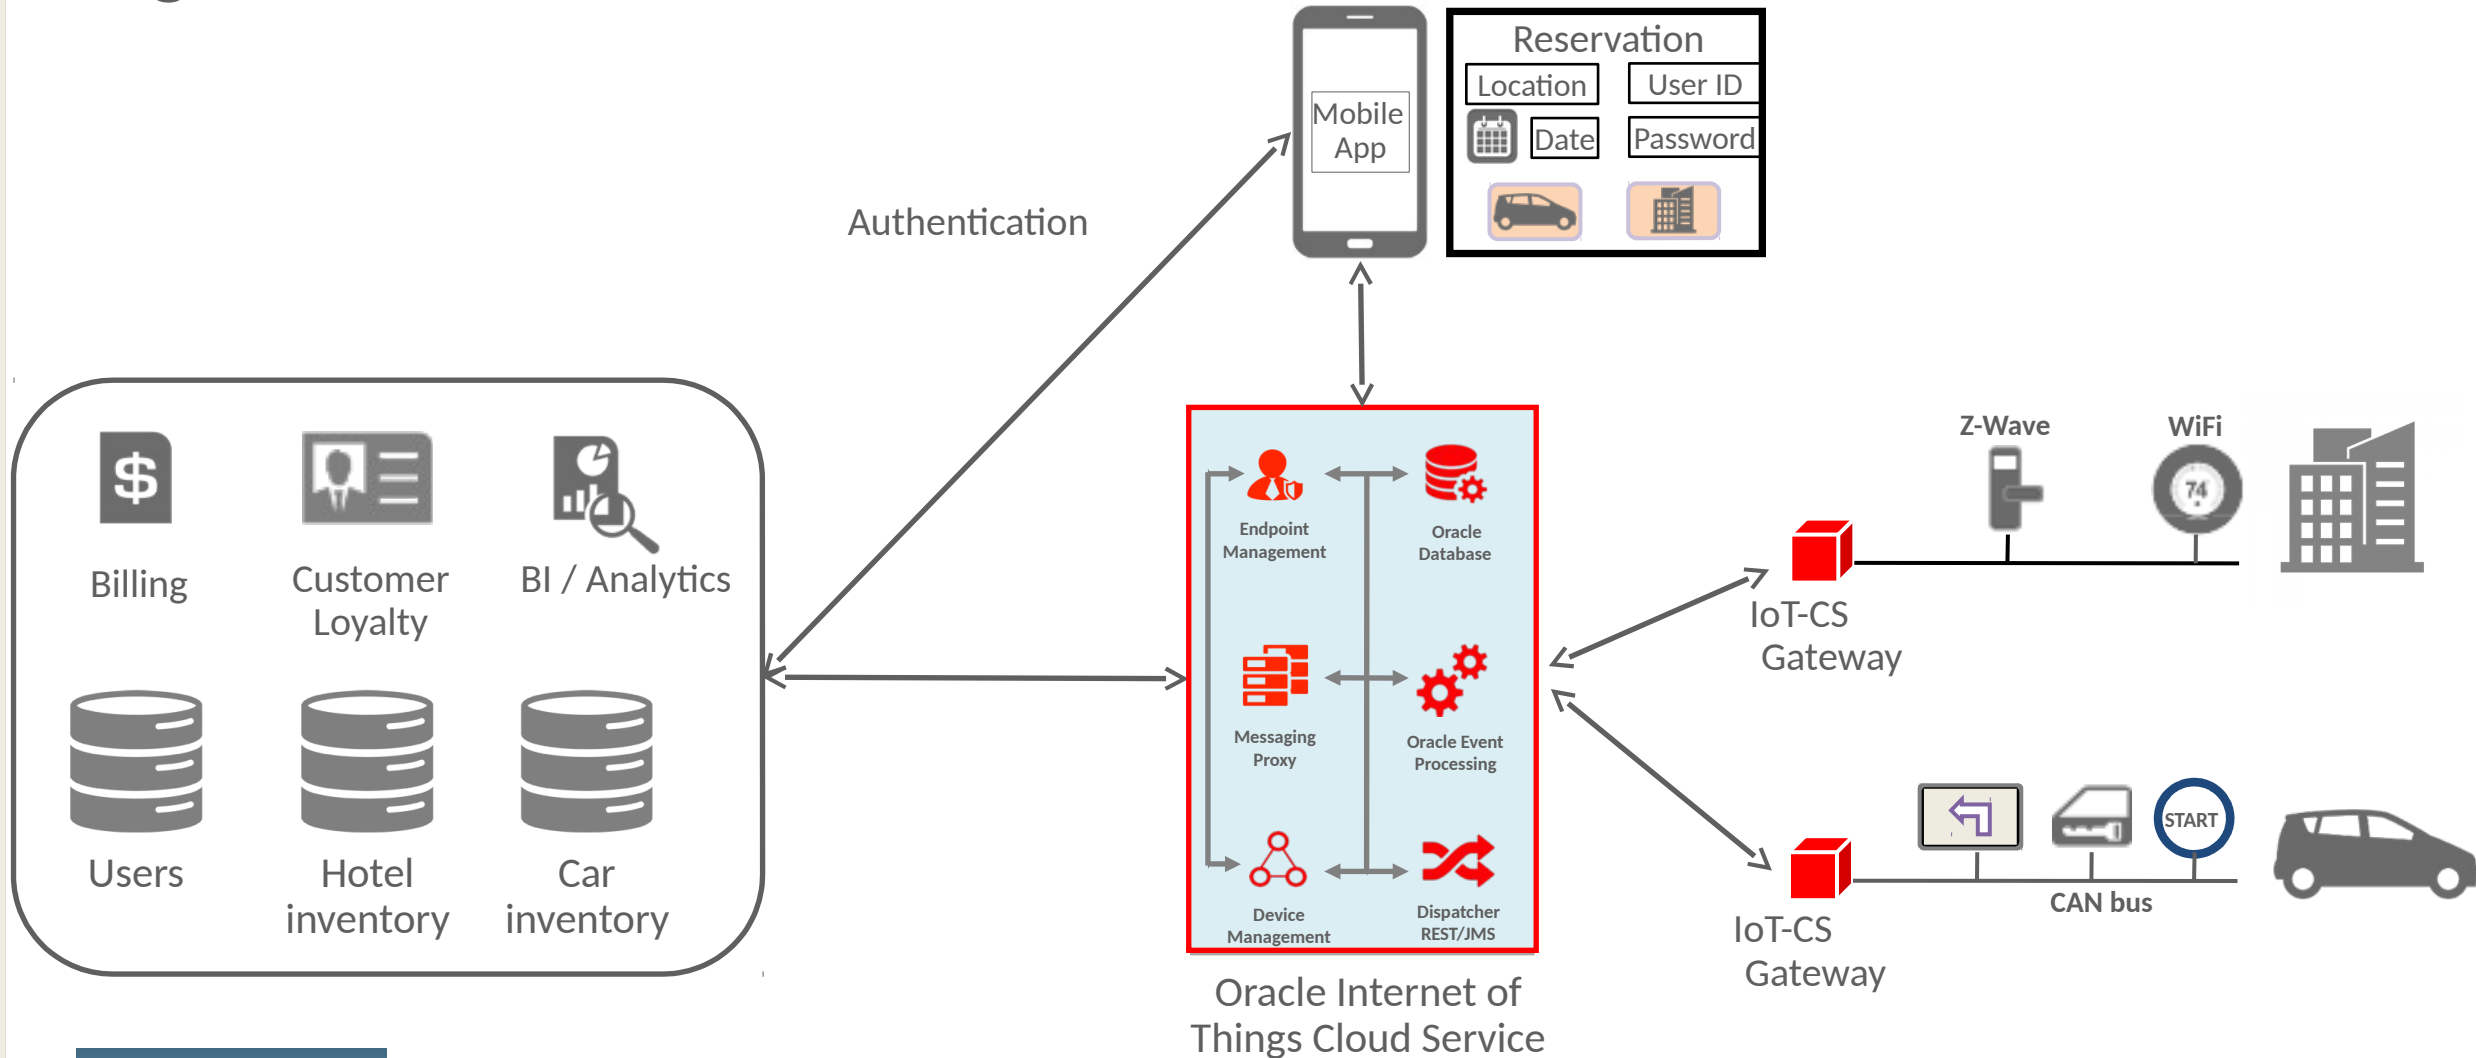 Reservation
Location
User ID
Date
Password
Mobile
App
Authentication
$
Billing
Customer
Loyalty
BI / Analytics
Users
Hotel
inventory
Car
inventory
Endpoint
Management
Oracle
Database
Messaging
Proxy
Oracle Event
Processing
Device
Management
Dispatcher
REST/JMS
Oracle Internet of
Things Cloud Service
Z-Wave
WiFi
74
IoT-CS
Gateway
START
CAN bus
IoT-CS
Gateway